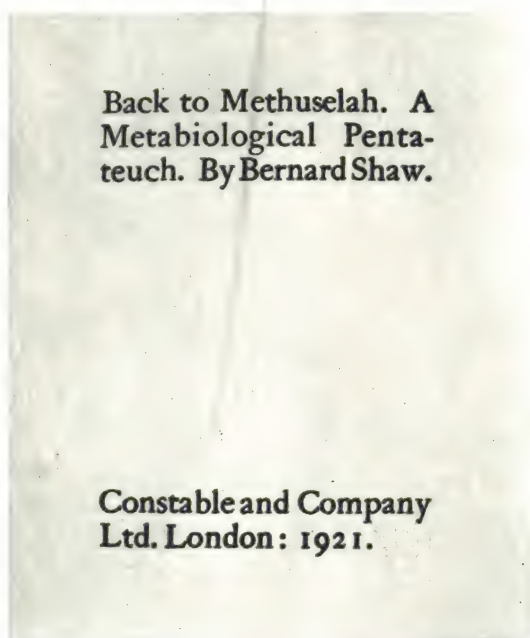 Back to Methuselah. A
Metabiological Penta-
teuch. By Bernard Shaw.
Constable and Company
Ltd. London: 1921.